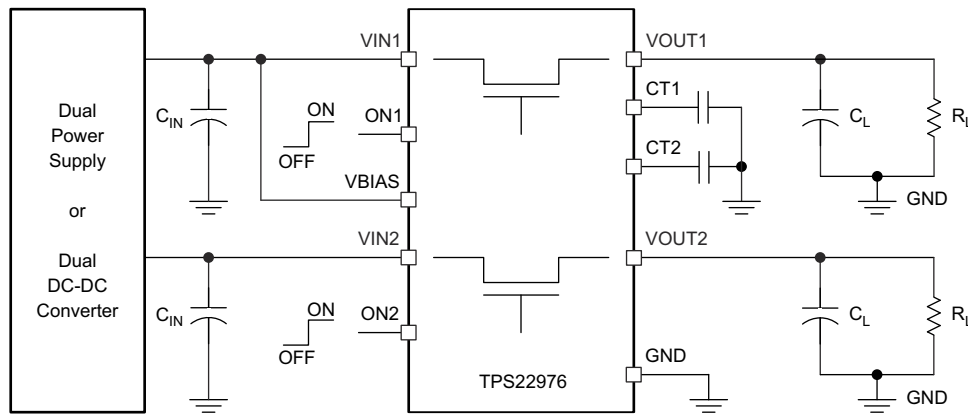 Dual
Power
Supply
or
Dual
DC-DC
Converter
VIN1
C_IN
ON
OFF
ON1
VBIAS
VIN2
C_IN
ON
OFF
ON2
TPS22976
VOUT1
CT1
CT2
C_L
R_L
GND
VOUT2
C_L
R_L
GND
GND